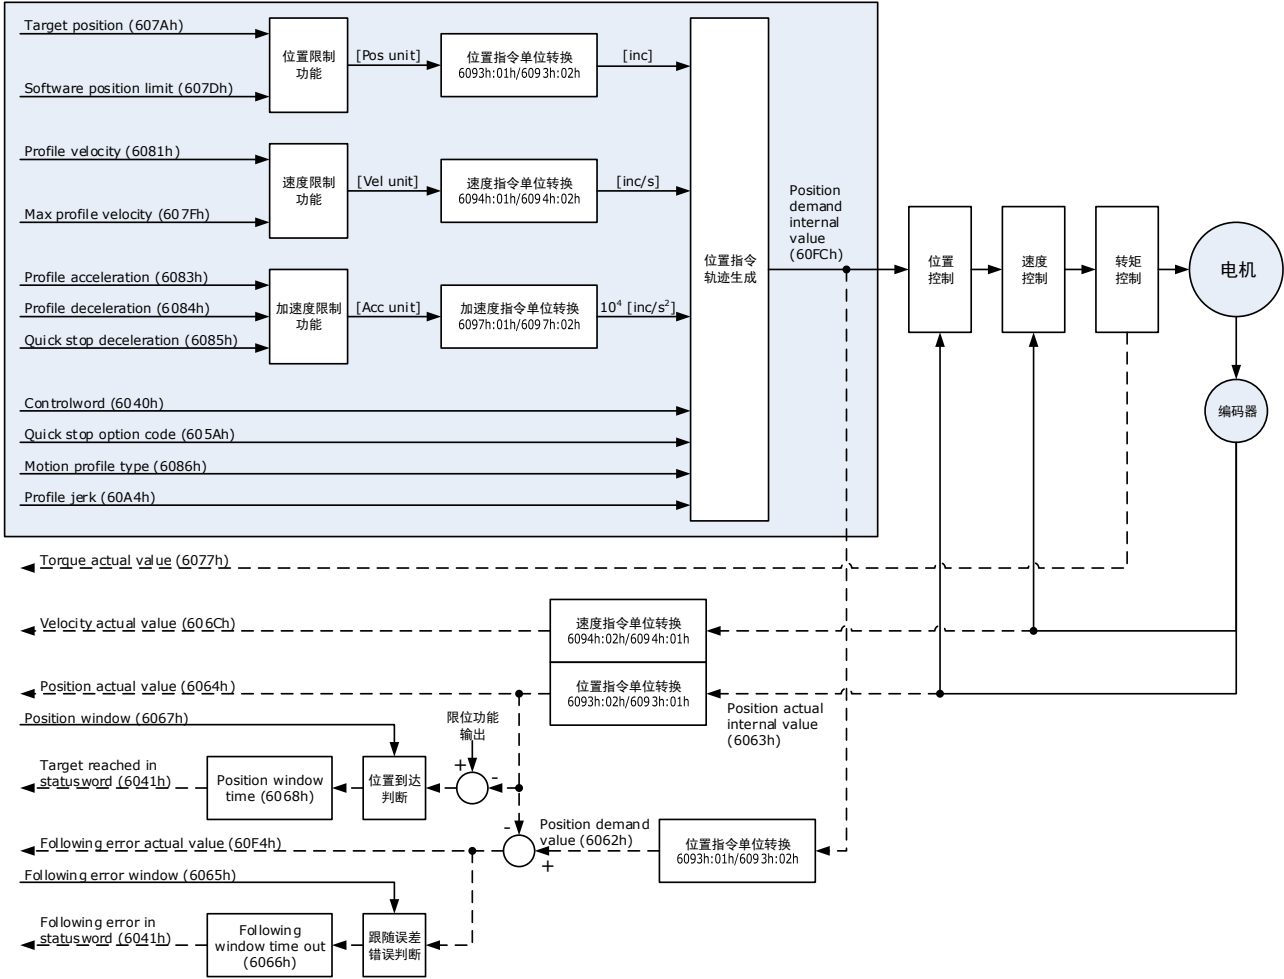 Target position (607Ah)
Software position limit (607Dh)
位置限制
功能
[Pos unit]
位置指令单位转换
6093h:01h/6093h:02h
[inc]
Profile velocity (6081h)
Max profile velocity (607Fh)
速度限制
功能
[Vel unit]
速度指令单位转换
6094h:01h/6094h:02h
[inc/s]
Profile acceleration (6083h)
Profile deceleration (6084h)
Quick stop deceleration (6085h)
加速度限制
功能
[Acc unit]
加速度指令单位转换
6097h:01h/6097h:02h
10⁴ [inc/s²]
Controlword (6040h)
Quick stop option code (605Ah)
Motion profile type (6086h)
Profile jerk (60A4h)
位置指令
轨迹生成
Position
demand
internal
value
(60FCh)
位置
控制
速度
控制
转矩
控制
电机
编码器
Torque actual value (6077h)
Velocity actual value (606Ch)
速度指令单位转换
6094h:02h/6094h:01h
Position actual value (6064h)
位置指令单位转换
6093h:02h/6093h:01h
Position actual
internal value
(6063h)
Position window (6067h)
限位功能
输出
+
-
Target reached in
statusword (6041h)
Position window
time (6068h)
位置到达
判断
-
+
Position demand
value (6062h)
位置指令单位转换
6093h:01h/6093h:02h
Following error actual value (60F4h)
Following error window (6065h)
Following error in
statusword (6041h)
Following
window time out
(6066h)
跟随误差
错误判断